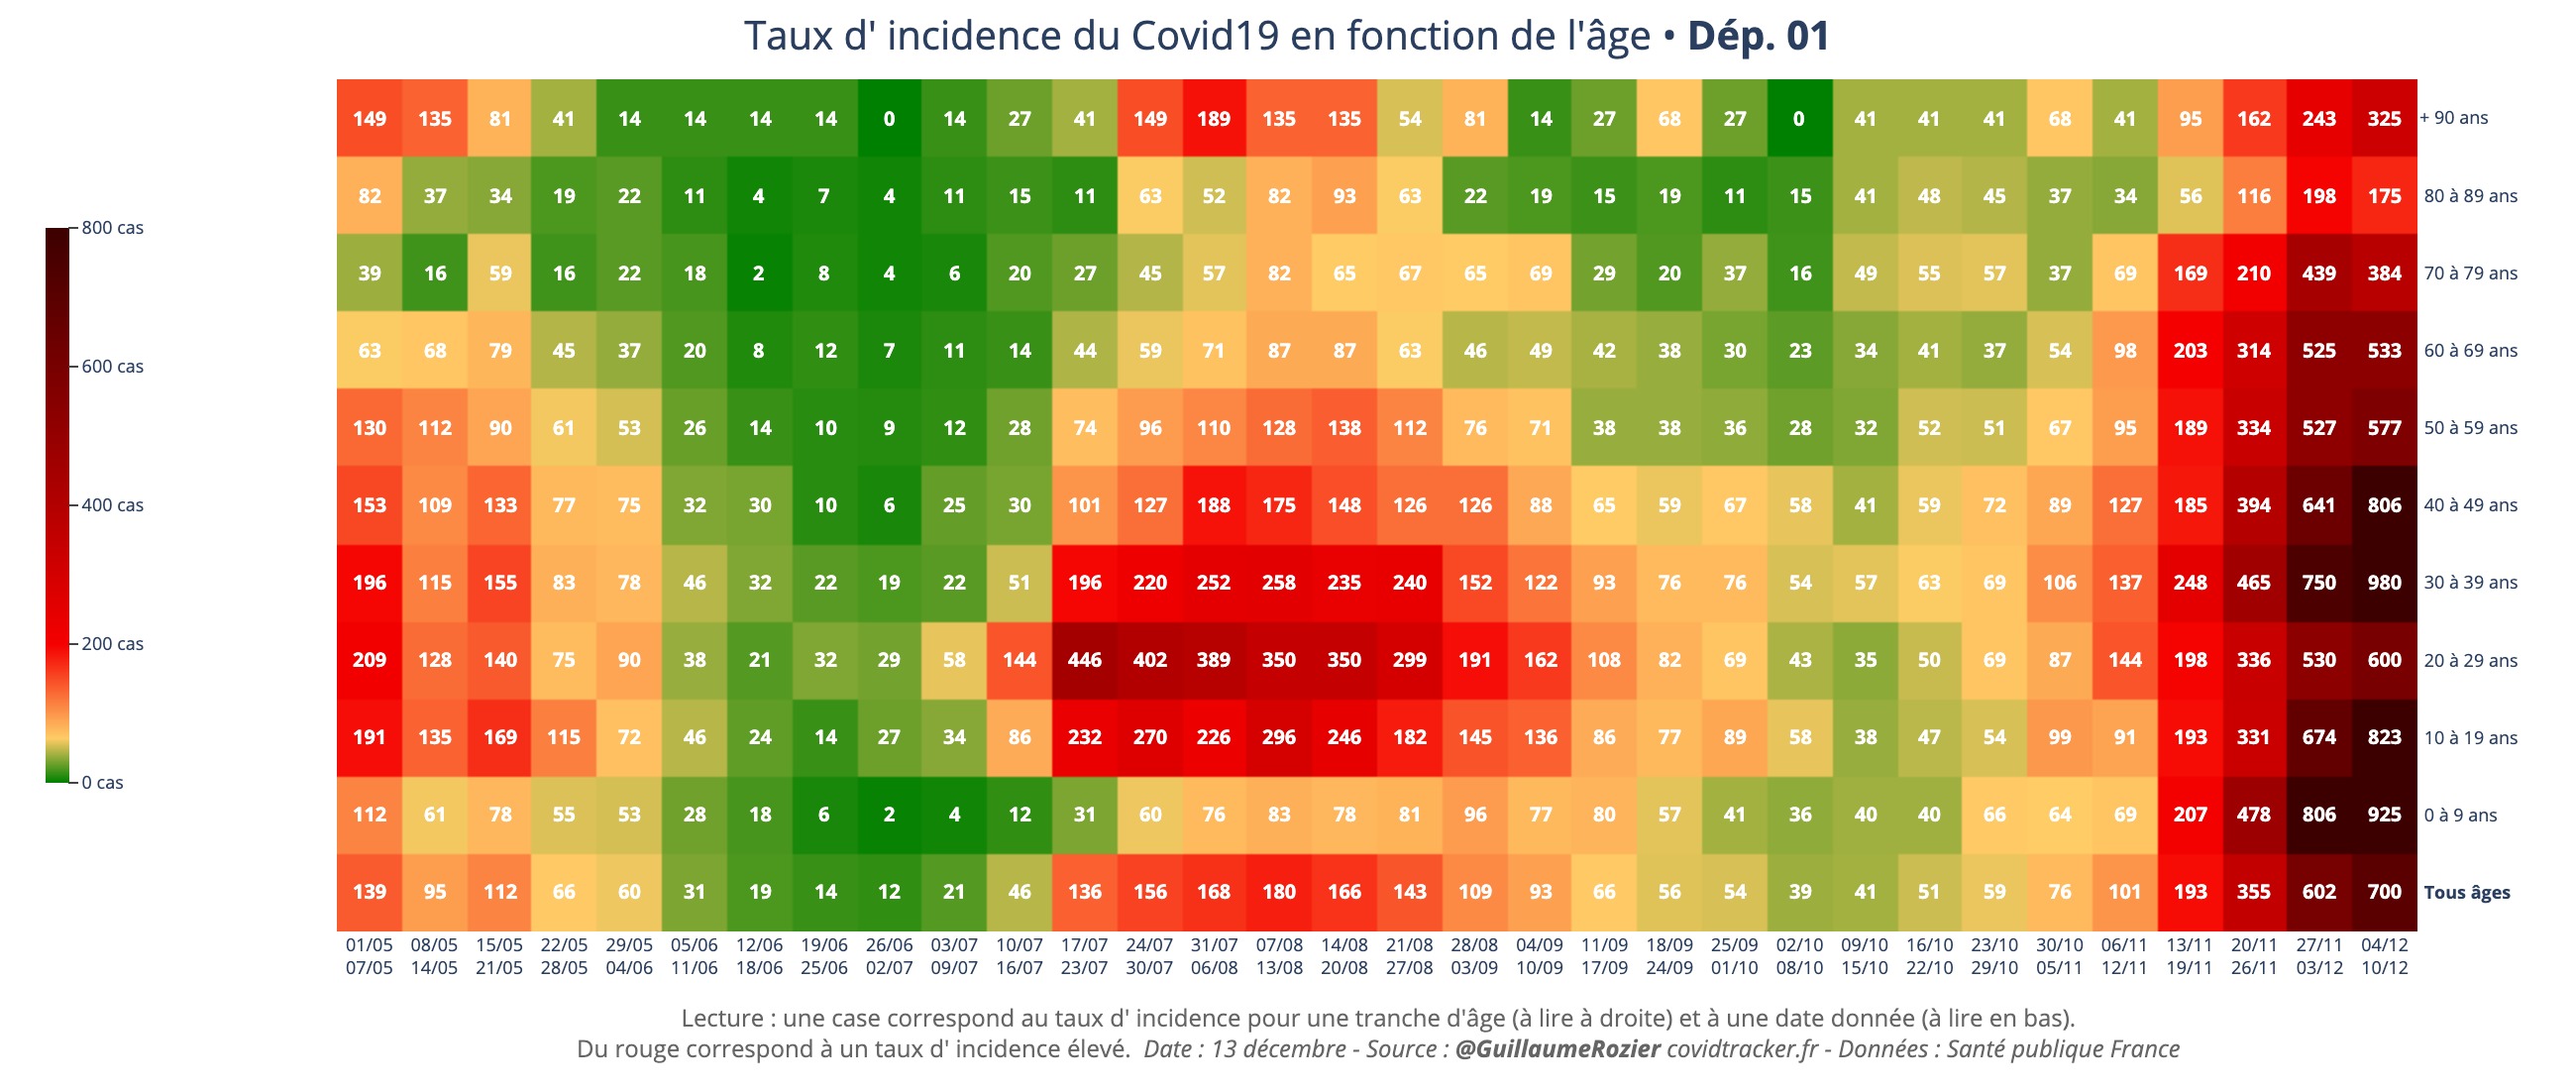 Taux d' incidence du Covid19 en fonction de l'âge • Dép. 01
149 135 81 41 14 14 14 14 0 14 27 41 149 189 135 135 54 81 14 27 68 27 0 41 41 41 68 41 95 162 243 325 + 90 ans
82 37 34 19 22 11 4 7 4 11 15 11 63 52 82 93 63 22 19 15 19 11 15 41 48 45 37 34 56 116 198 175 80 à 89 ans
800 cas
39 16 59 16 22 18 2 8 4 6 20 27 45 57 82 65 67 65 69 29 20 37 16 49 55 57 37 69 169 210 439 384 70 à 79 ans
63 68 79 45 37 20 8 12 7 11 14 44 59 71 87 87 63 46 49 42 38 30 23 34 41 37 54 98 203 314 525 533 60 à 69 ans
600 cas
130 112 90 61 53 26 14 10 9 12 28 74 96 110 128 138 112 76 71 38 38 36 28 32 52 51 67 95 189 334 527 577 50 à 59 ans
400 cas
153 109 133 77 75 32 30 10 6 25 30 101 127 188 175 148 126 126 88 65 59 67 58 41 59 72 89 127 185 394 641 806 40 à 49 ans
196 115 155 83 78 46 32 22 19 22 51 196 220 252 258 235 240 152 122 93 76 76 54 57 63 69 106 137 248 465 750 980 30 à 39 ans
200 cas
209 128 140 75 90 38 21 32 29 58 144 446 402 389 350 350 299 191 162 108 82 69 43 35 50 69 87 144 198 336 530 600 20 à 29 ans
191 135 169 115 72 46 24 14 27 34 86 232 270 226 296 246 182 145 136 86 77 89 58 38 47 54 99 91 193 331 674 823 10 à 19 ans
0 cas
112 61 78 55 53 28 18 6 2 4 12 31 60 76 83 78 81 96 77 80 57 41 36 40 40 66 64 69 207 478 806 925 0 à 9 ans
139 95 112 66 60 31 19 14 12 21 46 136 156 168 180 166 143 109 93 66 56 54 39 41 51 59 76 101 193 355 602 700 Tous âges
01/05 08/05 15/05 22/05 29/05 05/06 12/06 19/06 26/06 03/07 10/07 17/07 24/07 31/07 07/08 14/08 21/08 28/08 04/09 11/09 18/09 25/09 02/10 09/10 16/10 23/10 30/10 06/11 13/11 20/11 27/11 04/12
07/05 14/05 21/05 28/05 04/06 11/06 18/06 25/06 02/07 09/07 16/07 23/07 30/07 06/08 13/08 20/08 27/08 03/09 10/09 17/09 24/09 01/10 08/10 15/10 22/10 29/10 05/11 12/11 19/11 26/11 03/12 10/12
Lecture : une case correspond au taux d' incidence pour une tranche d'âge (à lire à droite) et à une date donnée (à lire en bas).
Du rouge correspond à un taux d' incidence élevé. Date : 13 décembre - Source : @GuillaumeRozier covidtracker.fr - Données : Santé publique France